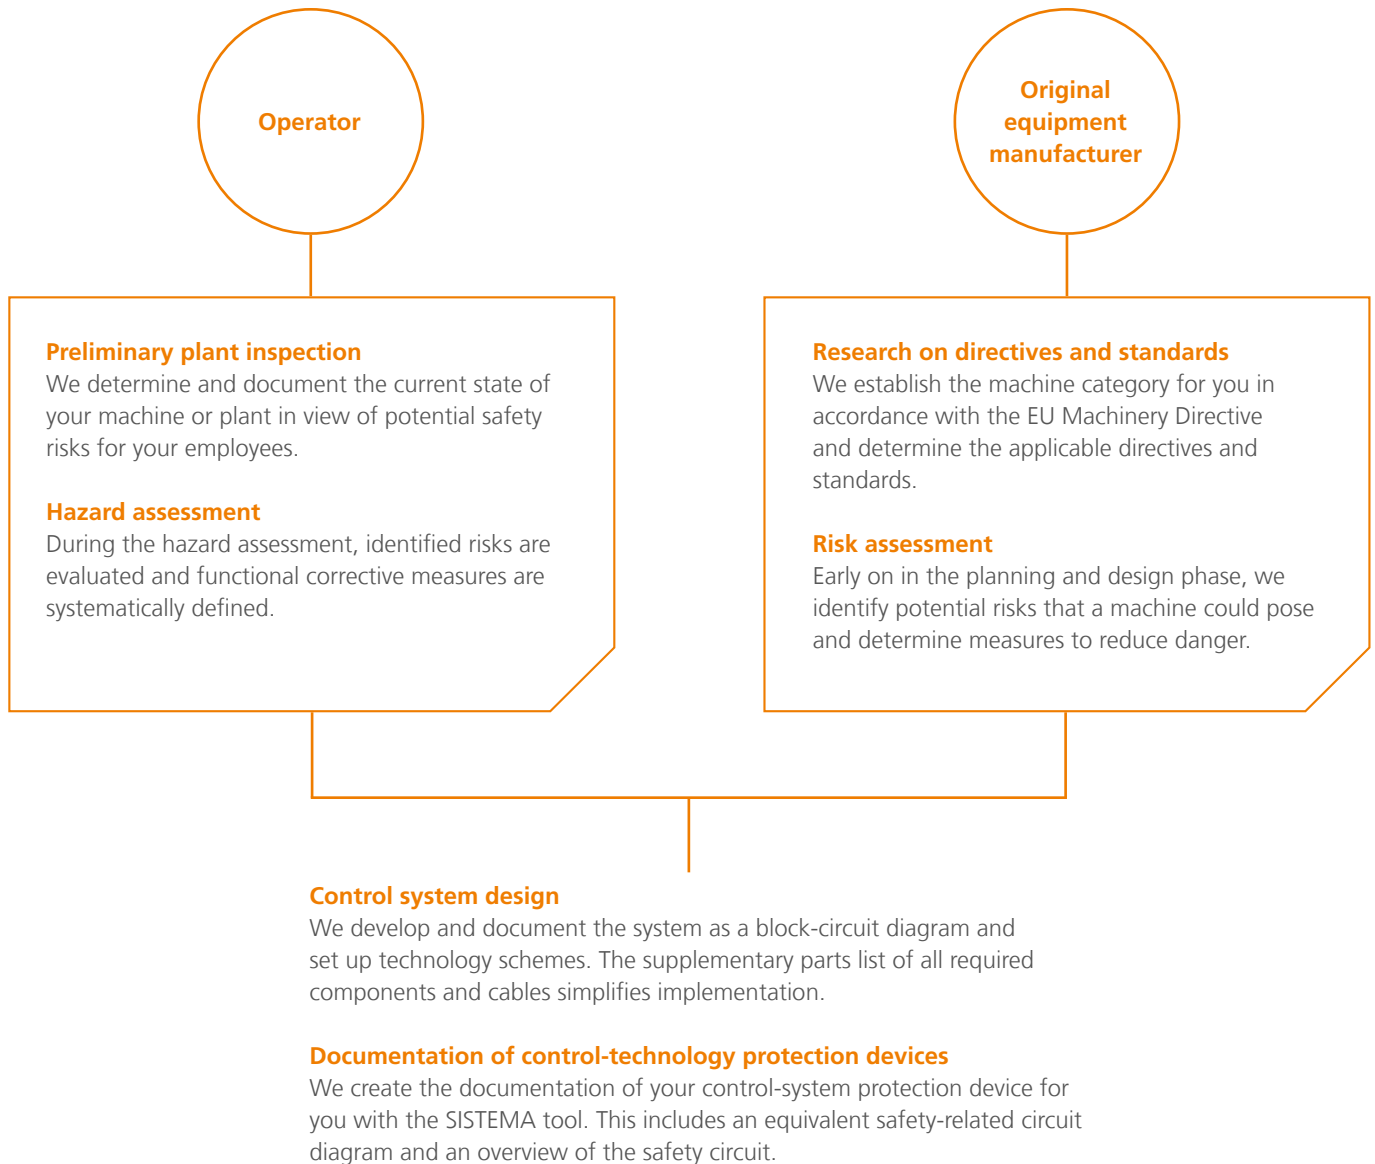 Operator
Original
equipment
manufacturer
Preliminary plant inspection
We determine and document the current state of
your machine or plant in view of potential safety
risks for your employees.
Hazard assessment
During the hazard assessment, identified risks are
evaluated and functional corrective measures are
systematically defined.
Research on directives and standards
We establish the machine category for you in
accordance with the EU Machinery Directive
and determine the applicable directives and
standards.
Risk assessment
Early on in the planning and design phase, we
identify potential risks that a machine could pose
and determine measures to reduce danger.
Control system design
We develop and document the system as a block-circuit diagram and
set up technology schemes. The supplementary parts list of all required
components and cables simplifies implementation.
Documentation of control-technology protection devices
We create the documentation of your control-system protection device for
you with the SISTEMA tool. This includes an equivalent safety-related circuit
diagram and an overview of the safety circuit.